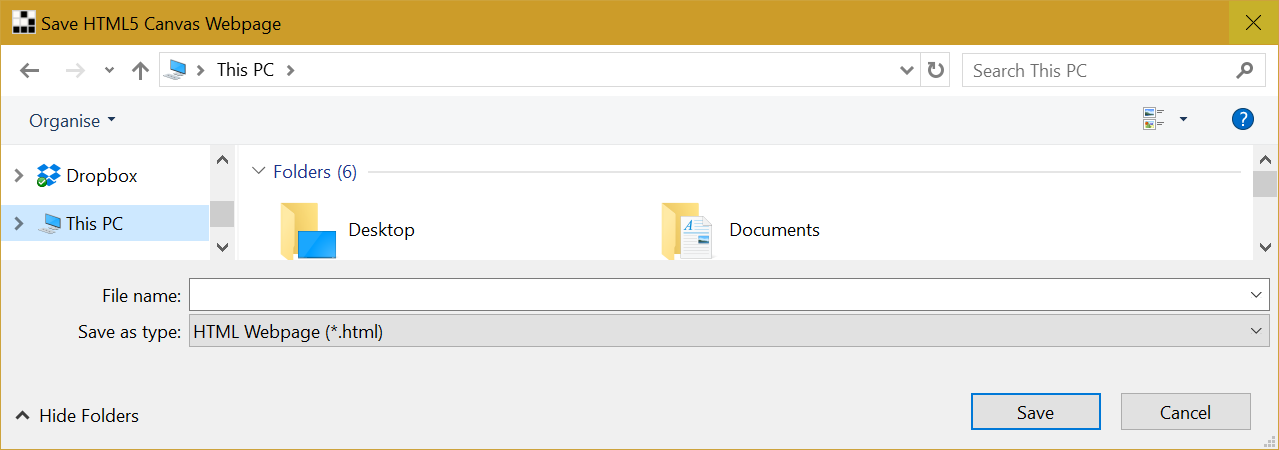 Save HTML5 Canvas Webpage
This PC
Search This PC
Organise
?
Dropbox
Folders (6)
This PC
Desktop
Documents
File name:
Save as type: HTML Webpage (*.html)
Hide Folders
Save
Cancel